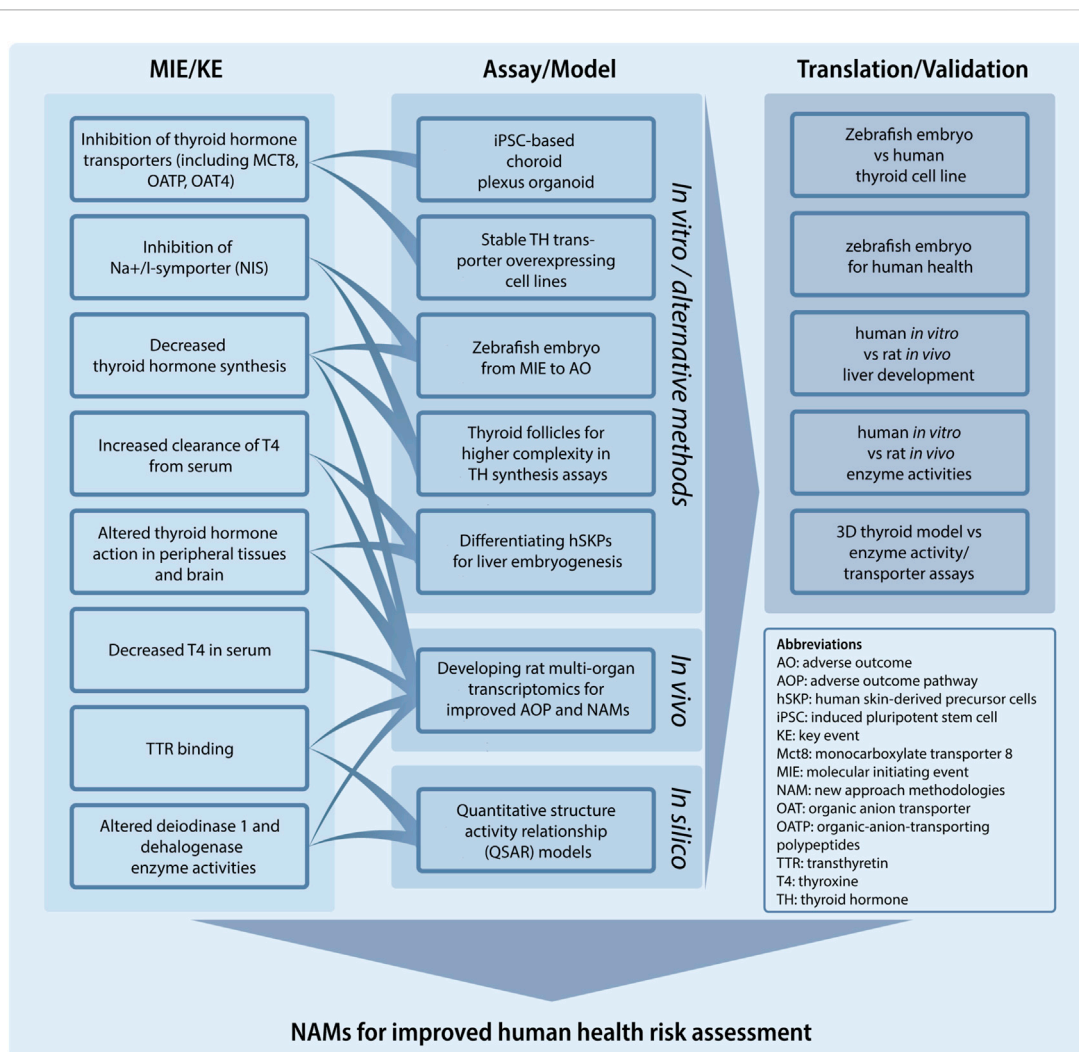 MIE/KE
Inhibition of thyroid hormone
transporters (including MCT8,
OATP, OAT4)
Inhibition of
Na+/I-symporter (NIS)
Decreased
thyroid hormone synthesis
Increased clearance of T4
from serum
Altered thyroid hormone
action in peripheral tissues
and brain
Decreased T4 in serum
TTR binding
Altered deiodinase 1 and
dehalogenase
enzyme activities
Assay/Model
iPSC-based
choroid
plexus organoid
Stable TH trans-
porter overexpressing
cell lines
Zebrafish embryo
from MIE to AO
Thyroid follicles for
higher complexity in
TH synthesis assays
Differentiating hSKPs
for liver embryogenesis
In vitro / alternative methods
Developing rat multi-organ
transcriptomics for
improved AOP and NAMs
In vivo
Quantitative structure
activity relationship
(QSAR) models
In silico
Translation/Validation
Zebrafish embryo
vs human
thyroid cell line
zebrafish embryo
for human health
human in vitro
vs rat in vivo
liver development
human in vitro
vs rat in vivo
enzyme activities
3D thyroid model vs
enzyme activity/
transporter assays
Abbreviations
AO: adverse outcome
AOP: adverse outcome pathway
hSKP: human skin-derived precursor cells
iPSC: induced pluripotent stem cell
KE: key event
Mct8: monocarboxylate transporter 8
MIE: molecular initiating event
NAM: new approach methodologies
OAT: organic anion transporter
OATP: organic-anion-transporting
polypeptides
TTR: transthyretin
T4: thyroxine
TH: thyroid hormone
NAMs for improved human health risk assessment